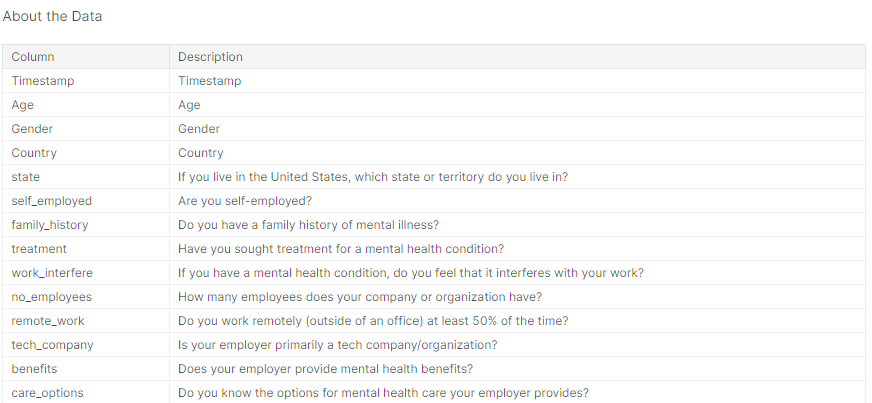 About the Data
Column Description
Timestamp Timestamp
Age Age
Gender Gender
Country Country
state If you live in the United States, which state or territory do you live in?
self_employed Are you self-employed?
family_history Do you have a family history of mental illness?
treatment Have you sought treatment for a mental health condition?
work_interfere If you have a mental health condition, do you feel that it interferes with your work?
no_employees How many employees does your company or organization have?
remote_work Do you work remotely (outside of an office) at least 50% of the time?
tech_company Is your employer primarily a tech company/organization?
benefits Does your employer provide mental health benefits?
care_options Do you know the options for mental health care your employer provides?